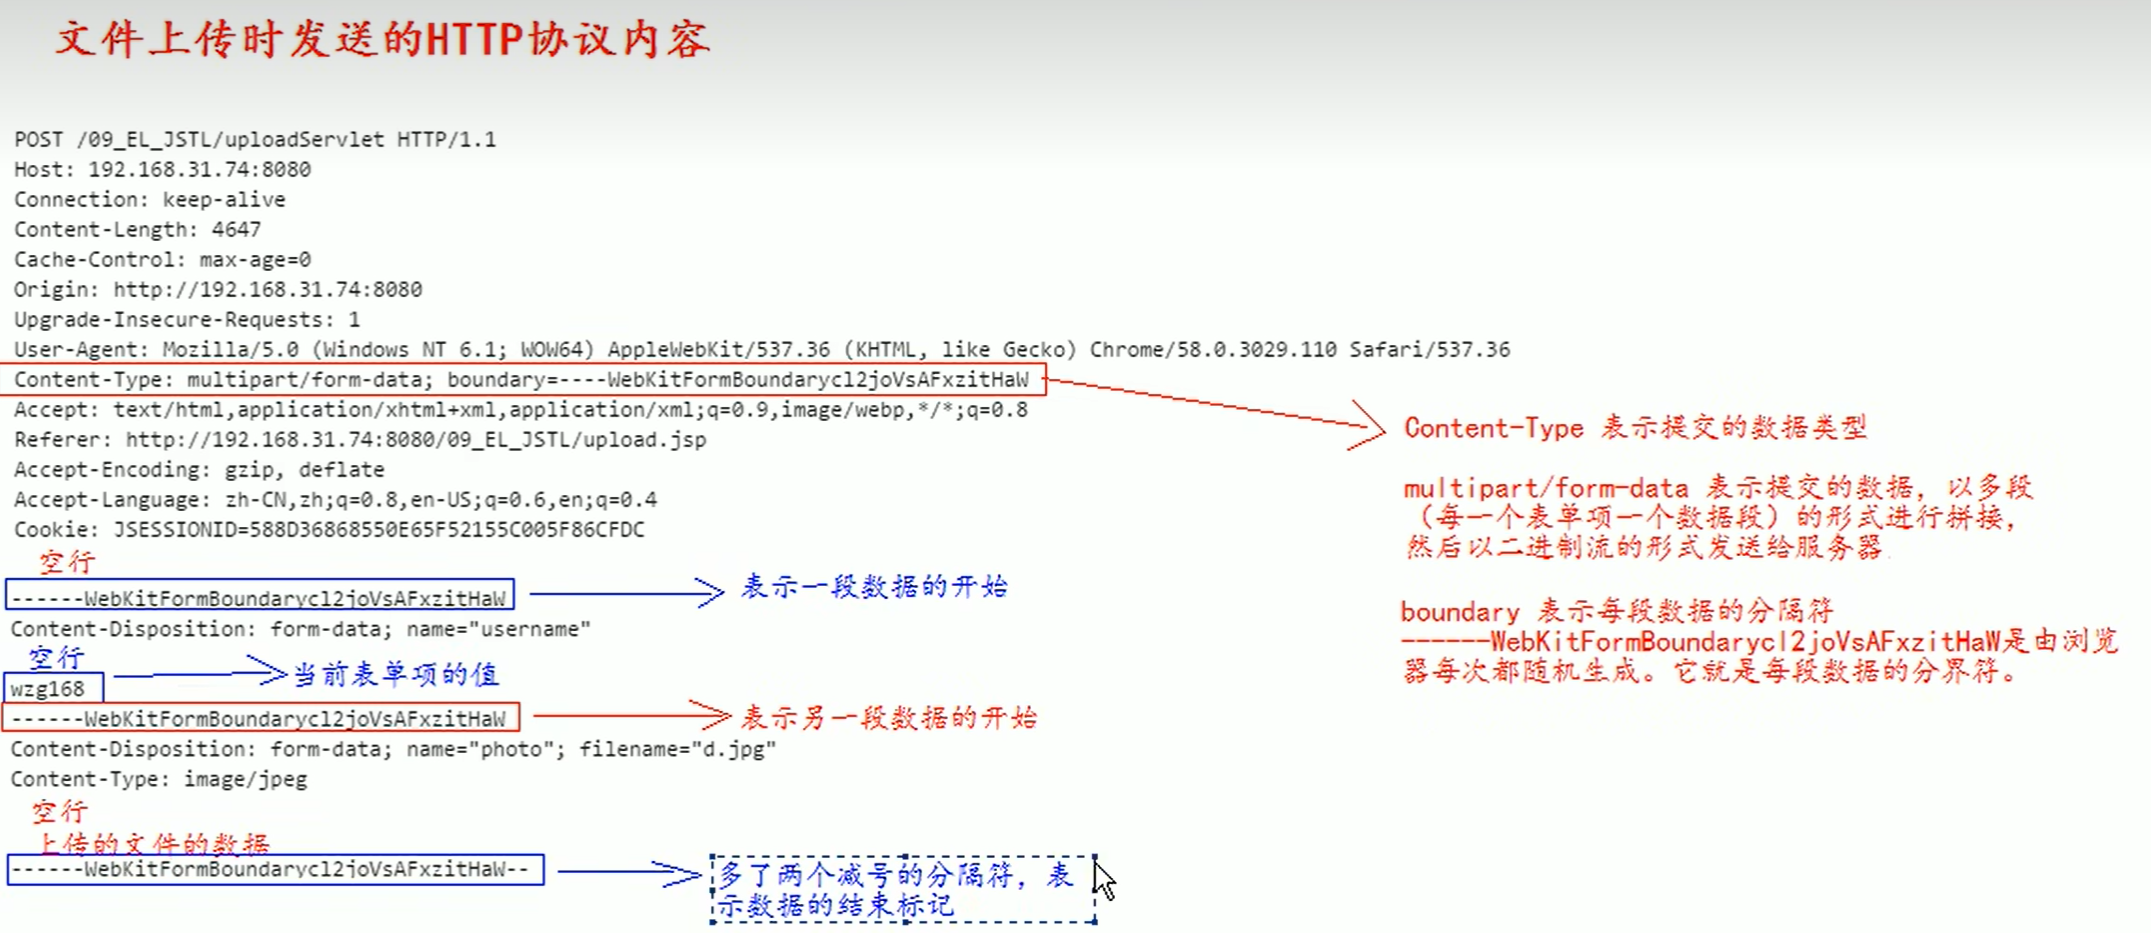 文件上传时发送的HTTP协议内容
POST /09_EL_JSTL/uploadServlet HTTP/1.1
Host: 192.168.31.74:8080
Connection: keep-alive
Content-Length: 4647
Cache-Control: max-age=0
Origin: http://192.168.31.74:8080
Upgrade-Insecure-Requests: 1
User-Agent: Mozilla/5.0 (Windows NT 6.1; WOW64) AppleWebKit/537.36 (KHTML, like Gecko) Chrome/58.0.3029.110 Safari/537.36
Content-Type: multipart/form-data; boundary=----WebKitFormBoundarycl2joVsAFxzitHaW
Accept: text/html,application/xhtml+xml,application/xml;q=0.9,image/webp,*/*;q=0.8
Referer: http://192.168.31.74:8080/09_EL_JSTL/upload.jsp
Accept-Encoding: gzip, deflate
Accept-Language: zh-CN,zh;q=0.8,en-US;q=0.6,en;q=0.4
Cookie: JSESSIONID=588D36868550E65F52155C005F86CFDC
空行
------WebKitFormBoundarycl2joVsAFxzitHaW
表示一段数据的开始
Content-Disposition: form-data; name="username"
空行
当前表单项的值
wzg168
------WebKitFormBoundarycl2joVsAFxzitHaW
表示另一段数据的开始
Content-Disposition: form-data; name="photo"; filename="d.jpg"
Content-Type: image/jpeg
空行
上传的文件的数据
------WebKitFormBoundarycl2joVsAFxzitHaW--
多了两个减号的分隔符，表
示数据的结束标记
Content-Type 表示提交的数据类型
multipart/form-data 表示提交的数据，以多段
（每一个表单项一个数据段）的形式进行拼接，
然后以二进制流的形式发送给服务器
boundary 表示每段数据的分隔符
------WebKitFormBoundarycl2joVsAFxzitHaW是由浏览
器每次都随机生成。它就是每段数据的分界符。